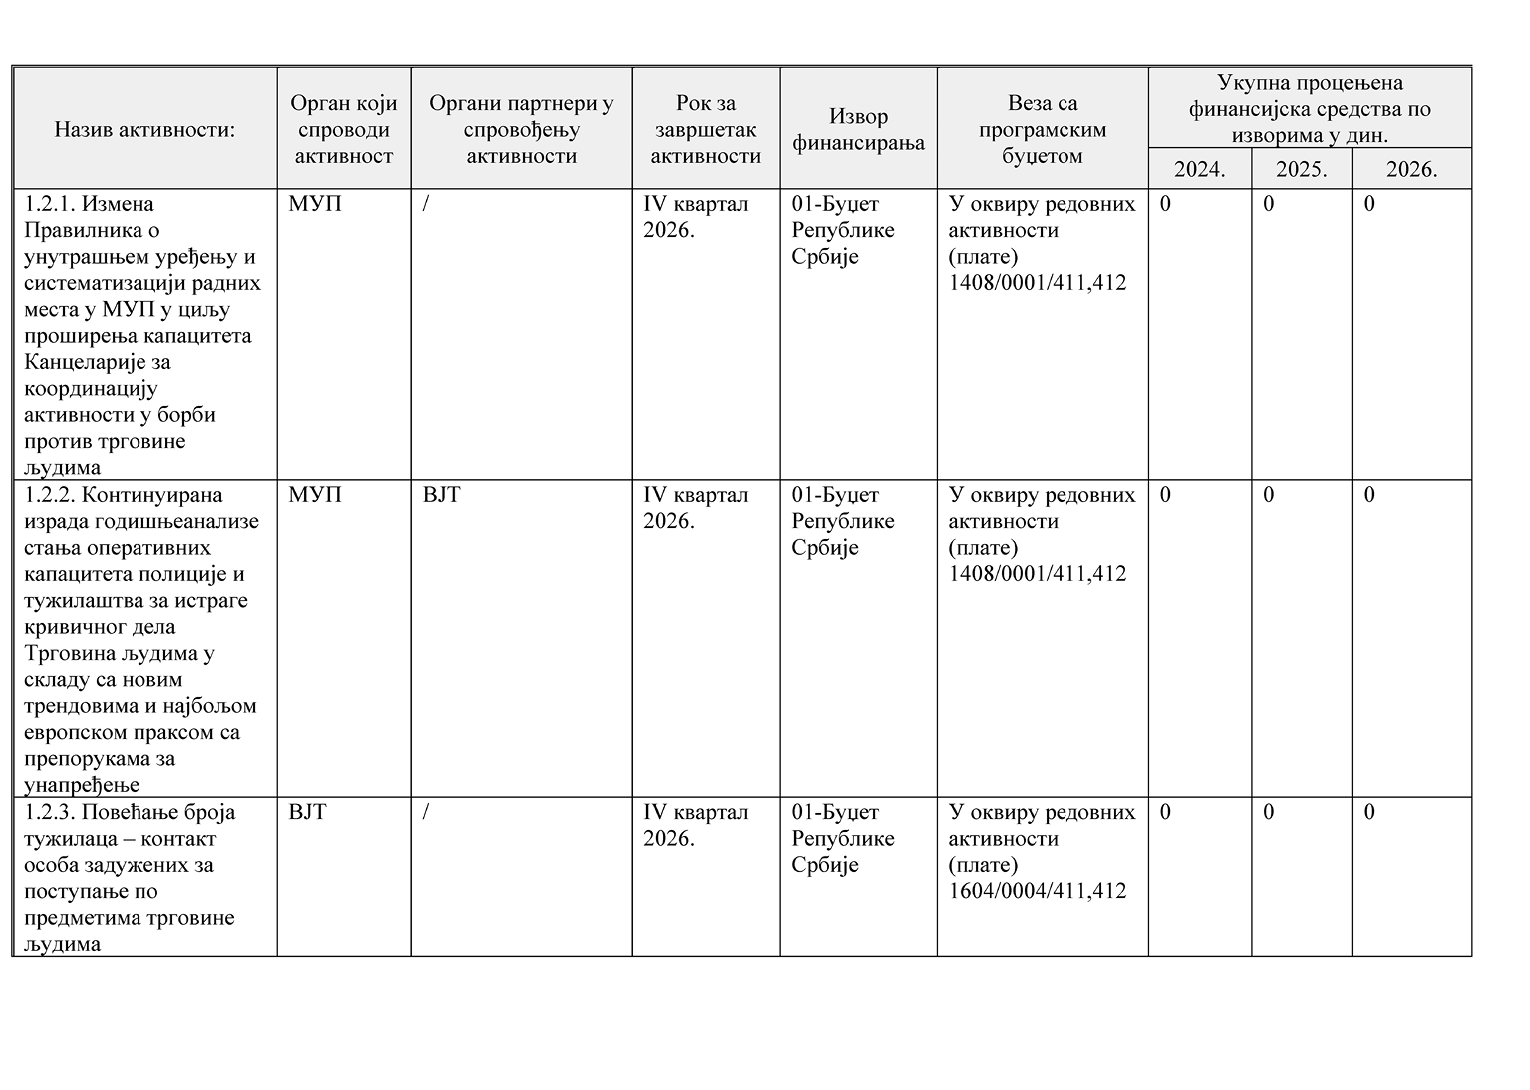 Назив активности:
Орган који
спроводи
активност
Органи партнери у
спровођењу
активности
Рок за
завршетак
активности
Извор
финансирања
Веза са
програмским
буџетом
Укупна процењена
финансијска средства по
изворима у дин.
2024.
2025.
2026.
1.2.1. Измена
Правилника о
унутрашњем уређењу и
систематизацији радних
места у МУП у циљу
проширења капацитета
Канцеларије за
координацију
активности у борби
против трговине
људима
МУП
/
IV квартал
2026.
01-Буџет
Републике
Србије
У оквиру редовних
активности
(плате)
1408/0001/411,412
0
0
0
1.2.2. Континуирана
израда годишњеанализе
стања оперативних
капацитета полиције и
тужилаштва за истраге
кривичног дела
Трговина људима у
складу са новим
трендовима и најбољом
европском праксом са
препорукама за
унапређење
МУП
ВЈТ
IV квартал
2026.
01-Буџет
Републике
Србије
У оквиру редовних
активности
(плате)
1408/0001/411,412
0
0
0
1.2.3. Повећање броја
тужилаца – контакт
особа задужених за
поступање по
предметима трговине
људима
ВЈТ
/
IV квартал
2026.
01-Буџет
Републике
Србије
У оквиру редовних
активности
(плате)
1604/0004/411,412
0
0
0